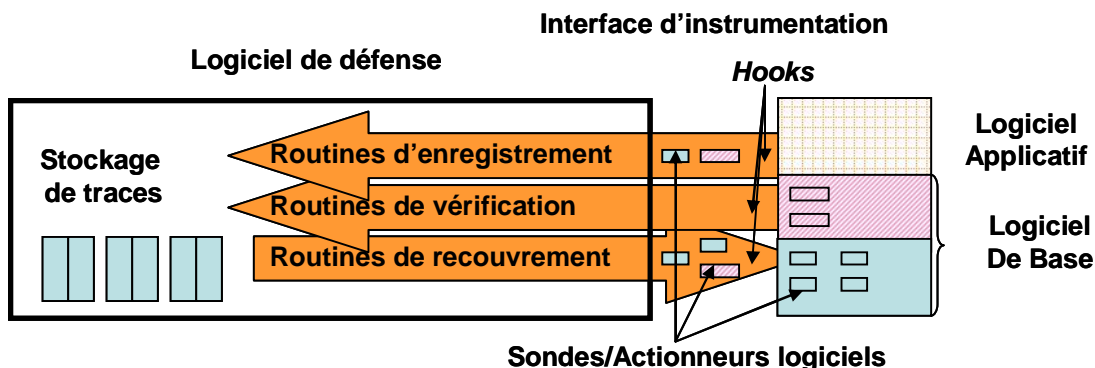 Interface d'instrumentation
Logiciel de défense
Hooks
Stockage
de traces
Routines d'enregistrement
Routines de vérification
Routines de recouvrement
Logiciel
Applicatif
Logiciel
De Base
Sondes/Actionneurs logiciels